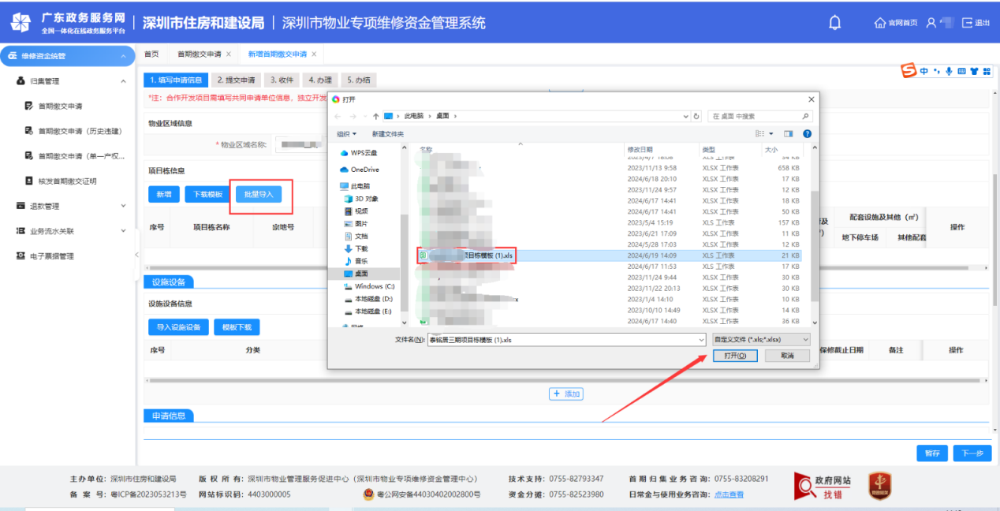 广东政务服务网
全国一体化在线政务服务平台
深圳市住房和建设局
深圳市物业专项维修资金管理系统
官网首页
退出
维修资金统管
首页
首期缴交申请 ×
新增首期缴交申请 ×
归集管理
首期缴交申请
首期缴交申请（历史违建）
首期缴交申请（单一产权...
核发首期缴交证明
退款管理
业务流水关联
电子票据管理
1. 填写申请信息
2. 提交申请
3. 收件
4. 办理
5. 办结
中
*注：合作开发项目需填写共同申请单位信息，独立开发
物业区域信息
* 物业区域名称:
项目栋信息
新增
下载模板
批量导入
序号
项目栋名称
宗地号
配套设施及其他（㎡）
地下停车场
其他配套
操作
设施设备
设施设备信息
导入设施设备
模板下载
序号
分类
保修截止日期
备注
操作
+ 添加
申请信息
暂存
下一步
打开
此电脑 › 桌面 ›
在 桌面 中搜索
组织
新建文件夹
WPS云盘
OneDrive
此电脑
3D 对象
视频
图片
文档
下载
音乐
桌面
Windows (C:)
本地磁盘 (D:)
本地磁盘 (E:)
名称
修改日期
类型
大小
2023/4/7 18:08 XLS 工作表 34 KB
2023/11/13 9:58 XLSX 工作表 658 KB
2024/6/18 20:10 XLSX 工作表 17 KB
2023/11/24 9:57 XLSX 工作表 12 KB
2024/6/17 14:41 XLSX 工作表 18 KB
2024/6/17 14:41 XLSX 工作表 50 KB
2023/5/4 15:19 XLS 工作表 157 KB
2023/6/21 17:09 XLSX 工作表 11 KB
2024/5/28 17:03 XLSX 工作表 12 KB
项目栋模板 (1).xls 2024/6/19 14:09 XLS 工作表 21 KB
2024/6/17 11:53 XLS 工作表 17 KB
2023/11/24 9:44 XLSX 工作表 30 KB
2023/11/22 20:13 XLSX 工作表 30 KB
2023/1/4 14:10 XLSX 工作表 10 KB
2023/10/10 14:49 XLSX 工作表 14 KB
2024/6/17 14:40 XLSX 工作表 36 KB
文件名(N):
泰铭居三期项目栋模板 (1).xls
自定义文件 (*.xls;*.xlsx)
打开(O)
取消
主办单位: 深圳市住房和建设局
版 权 所 有: 深圳市物业管理服务促进中心（深圳市物业专项维修资金管理中心）
技术支持: 0755-82793347
首 期 归 集 业 务 咨 询: 0755-83208291
备 案 号: 粤ICP备2023053213号
网站标识码: 4403000005
粤公网安备44030402002800号
资金分摊: 0755-82523980
日常金与使用业务咨询: 点击查看
政府网站
找错